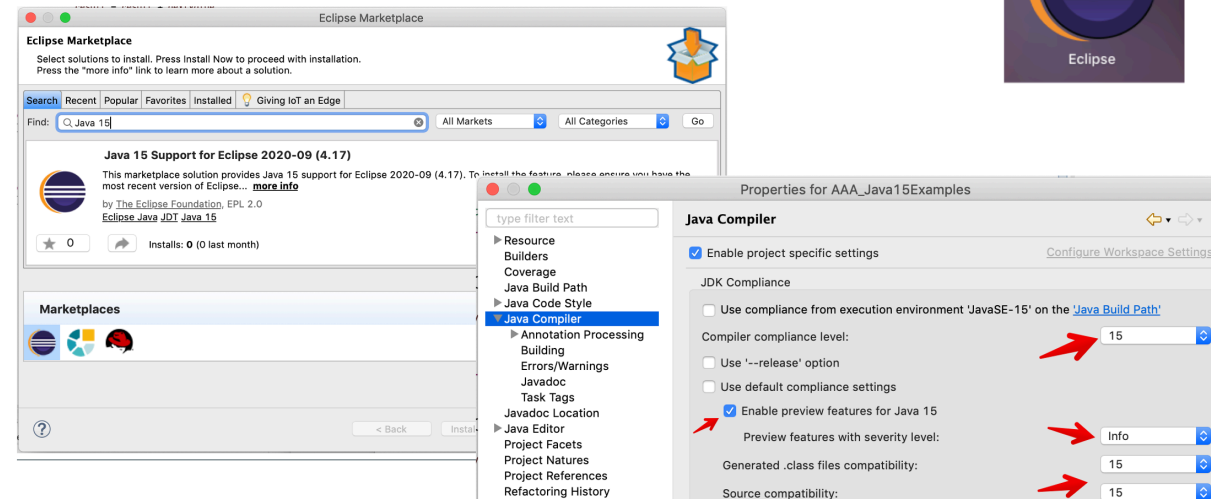 Eclipse
Eclipse Marketplace
Eclipse Marketplace
Select solutions to install. Press Install Now to proceed with installation.
Press the "more info" link to learn more about a solution.
Search Recent Popular Favorites Installed Giving IoT an Edge
Find: Java 15 All Markets All Categories Go
Java 15 Support for Eclipse 2020-09 (4.17)
This marketplace solution provides Java 15 support for Eclipse 2020-09 (4.17). To install the feature, please ensure you have the
most recent version of Eclipse... more info
by The Eclipse Foundation, EPL 2.0
Eclipse Java JDT Java 15
0 Installs: 0 (0 last month)
Marketplaces
? < Back Instal
Properties for AAA_Java15Examples
type filter text
Resource
Builders
Coverage
Java Build Path
Java Code Style
Java Compiler
Annotation Processing
Building
Errors/Warnings
Javadoc
Task Tags
Javadoc Location
Java Editor
Project Facets
Project Natures
Project References
Refactoring History
Java Compiler
Enable project specific settings Configure Workspace Settings
JDK Compliance
Use compliance from execution environment 'JavaSE-15' on the 'Java Build Path'
Compiler compliance level: 15
Use '--release' option
Use default compliance settings
Enable preview features for Java 15
Preview features with severity level: Info
Generated .class files compatibility: 15
Source compatibility: 15